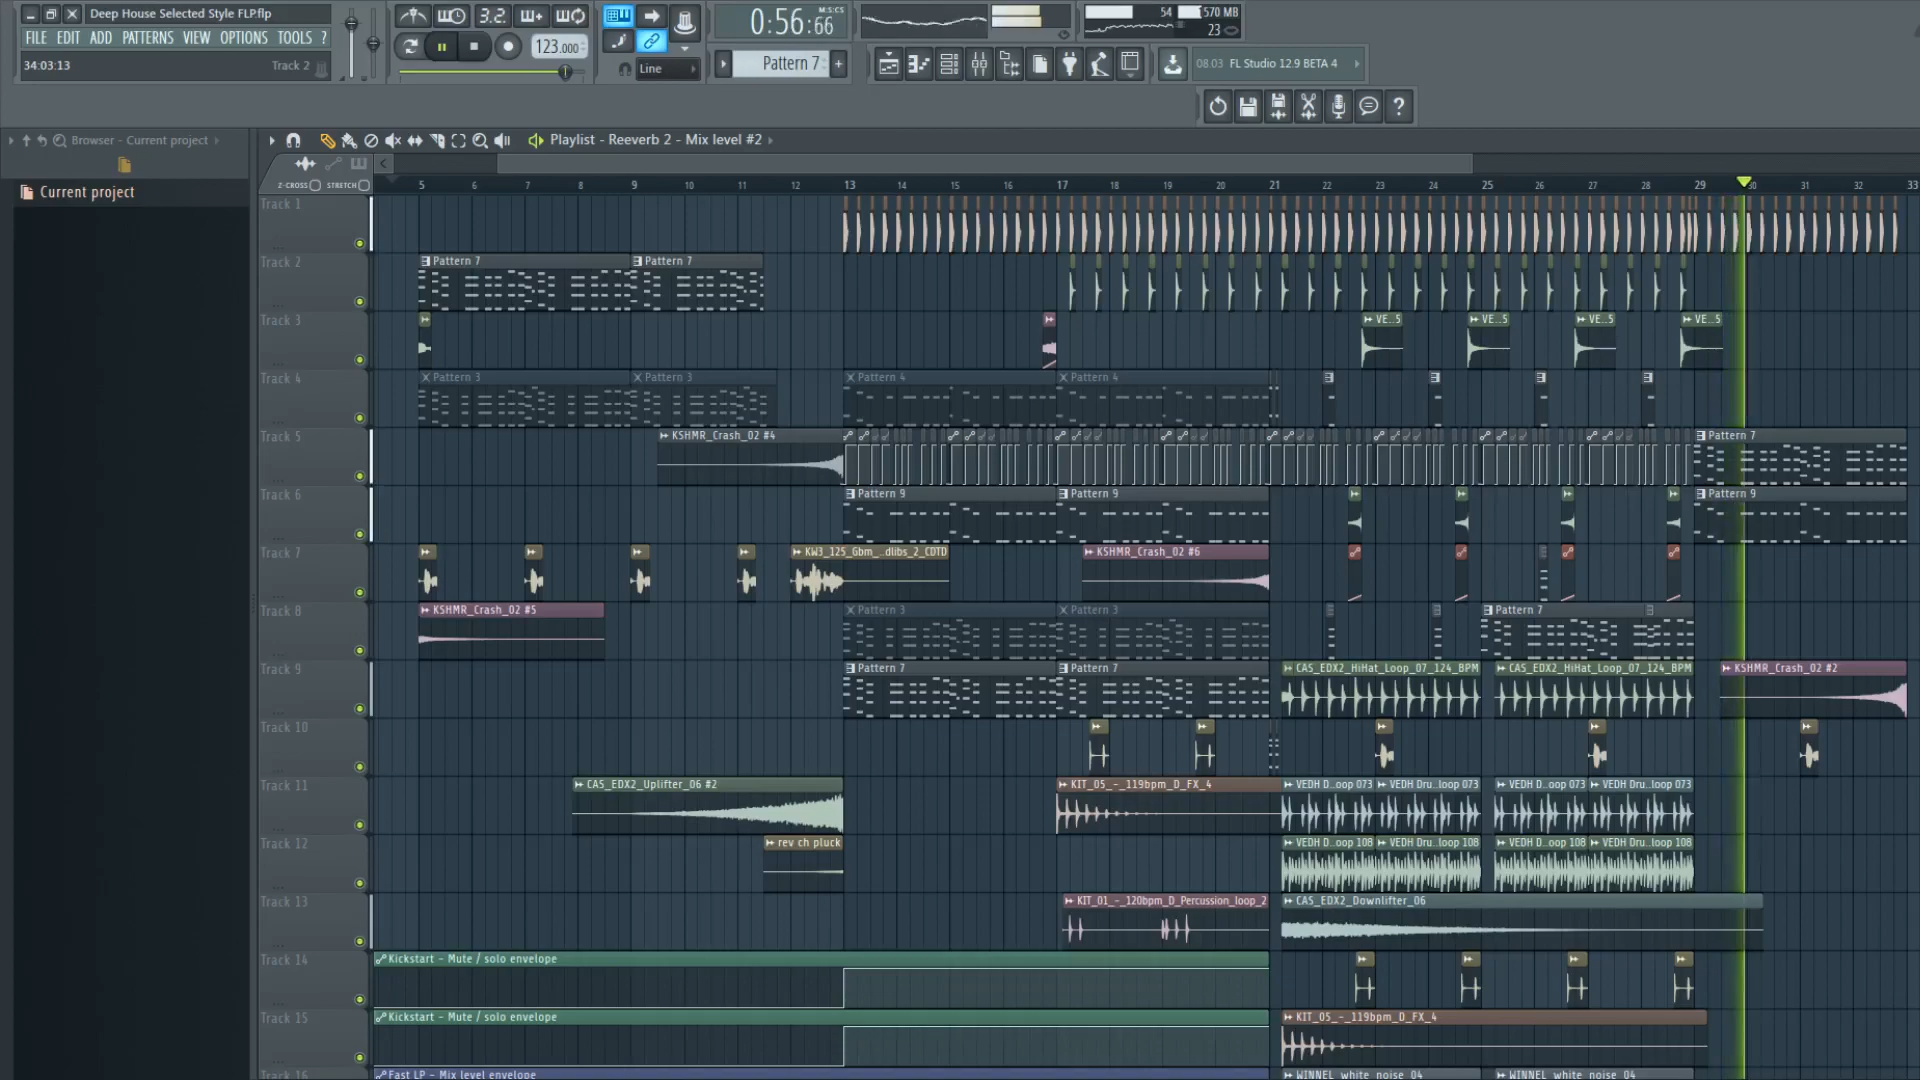 Deep House Selected Style FLP.flp
FILE EDIT ADD PATTERNS VIEW OPTIONS TOOLS ?
34:03:13 Track 2
3.2
123.000
Line
0:56:66 M:S:CS
Pattern 7
54 570 MB
23
08.03 FL Studio 12.9 BETA 4
Browser - Current project
Current project
Playlist - Reeverb 2 - Mix level #2
Z-CROSS STRETCH
5 6 7 8 9 10 11 12 13 14 15 16 17 18 19 20 21 22 23 24 25 26 27 28 29 30 31 32 33
Track 1
Track 2 Pattern 7 Pattern 7
Track 3 VE..5 VE..5 VE..5 VE..5
Track 4 Pattern 3 Pattern 3 Pattern 4 Pattern 4
Track 5 KSHMR_Crash_02 #4 Pattern 7
Track 6 Pattern 9 Pattern 9 Pattern 9
Track 7 KW3_125_Gbm_..dlibs_2_CDTD KSHMR_Crash_02 #6
Track 8 KSHMR_Crash_02 #5 Pattern 3 Pattern 3 Pattern 7
Track 9 Pattern 7 Pattern 7 CAS_EDX2_HiHat_Loop_07_124_BPM CAS_EDX2_HiHat_Loop_07_124_BPM KSHMR_Crash_02 #2
Track 10
Track 11 CAS_EDX2_Uplifter_06 #2 KIT_05_-_119bpm_D_FX_4 VEDH D..oop 073 VEDH Dru..loop 073 VEDH D..oop 073 VEDH Dru..loop 073
Track 12 rev ch pluck VEDH D..oop 108 VEDH Dru..loop 108 VEDH D..oop 108 VEDH Dru..loop 108
Track 13 KIT_01_-_120bpm_D_Percussion_loop_2 CAS_EDX2_Downlifter_06
Track 14 Kickstart - Mute / solo envelope
Track 15 Kickstart - Mute / solo envelope KIT_05_-_119bpm_D_FX_4
Track 16 Fast LP - Mix level envelope WINNEL_white_noise_04 WINNEL_white_noise_04